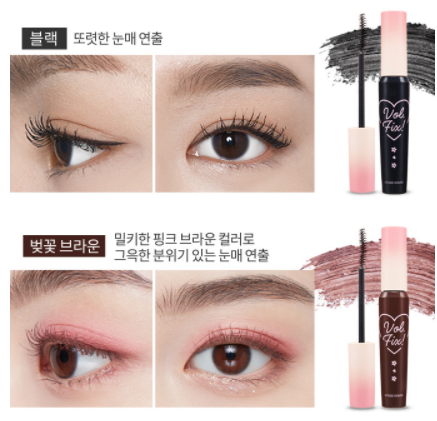 블랙
또렷한 눈매 연출
Vol.
Fix!
벚꽃 브라운
밀키한 핑크 브라운 컬러로
그윽한 분위기 있는 눈매 연출
Vol.
Fix!